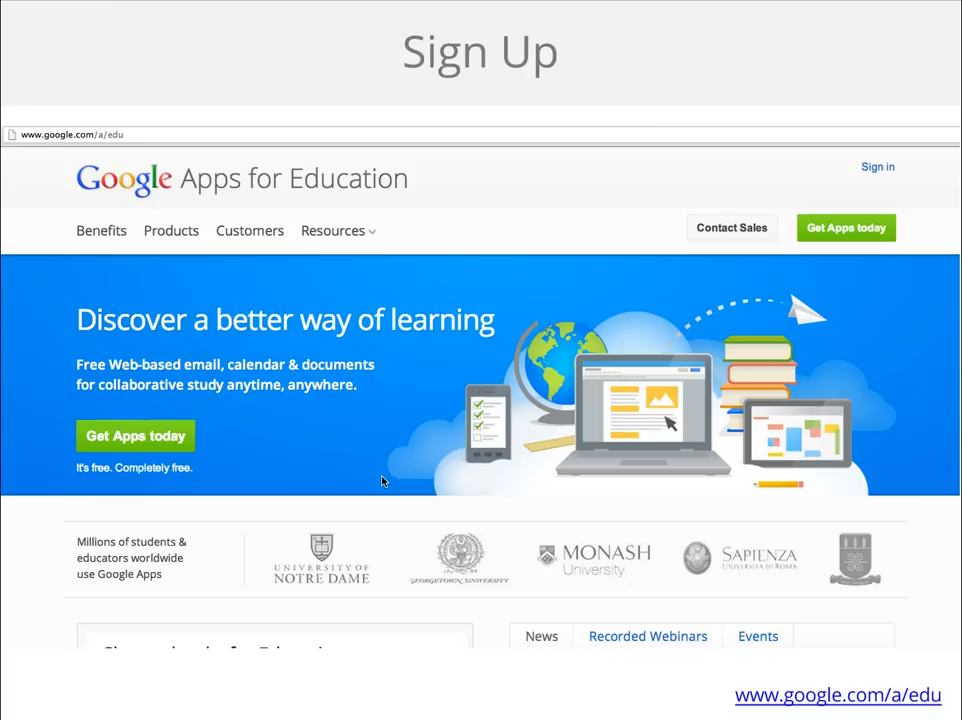 Sign Up
www.google.com/a/edu
Google Apps for Education
Sign in
Benefits Products Customers Resources
Contact Sales
Get Apps today
Discover a better way of learning
Free Web-based email, calendar & documents
for collaborative study anytime, anywhere.
Get Apps today
It's free. Completely free.
Millions of students &
educators worldwide
use Google Apps
UNIVERSITY OF
NOTRE DAME
GEORGETOWN UNIVERSITY
MONASH
University
SAPIENZA
UNIVERSITÀ DI ROMA
News Recorded Webinars Events
www.google.com/a/edu